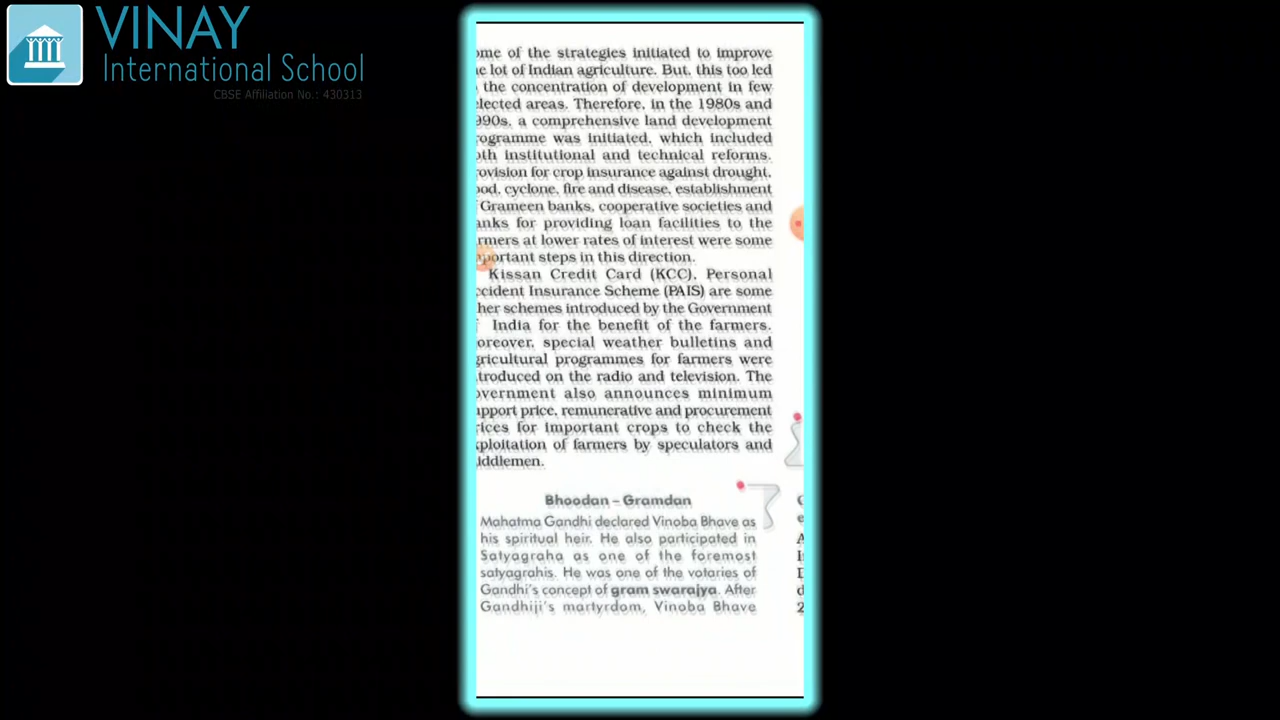 VINAY
International School
CBSE Affiliation No.: 430313
ome of the strategies initiated to improve
e lot of Indian agriculture. But, this too led
the concentration of development in few
elected areas. Therefore, in the 1980s and
990s, a comprehensive land development
rogramme was initiated, which included
oth institutional and technical reforms.
rovision for crop insurance against drought,
ood, cyclone, fire and disease, establishment
f Grameen banks, cooperative societies and
anks for providing loan facilities to the
rmers at lower rates of interest were some
portant steps in this direction.
Kissan Credit Card (KCC), Personal
ccident Insurance Scheme (PAIS) are some
her schemes introduced by the Government
f India for the benefit of the farmers.
oreover, special weather bulletins and
gricultural programmes for farmers were
troduced on the radio and television. The
overnment also announces minimum
upport price, remunerative and procurement
rices for important crops to check the
xploitation of farmers by speculators and
iddlemen.
Bhoodan – Gramdan
Mahatma Gandhi declared Vinoba Bhave as
his spiritual heir. He also participated in
Satyagraha as one of the foremost
satyagrahis. He was one of the votaries of
Gandhi's concept of gram swarajya. After
Gandhiji's martyrdom, Vinoba Bhave